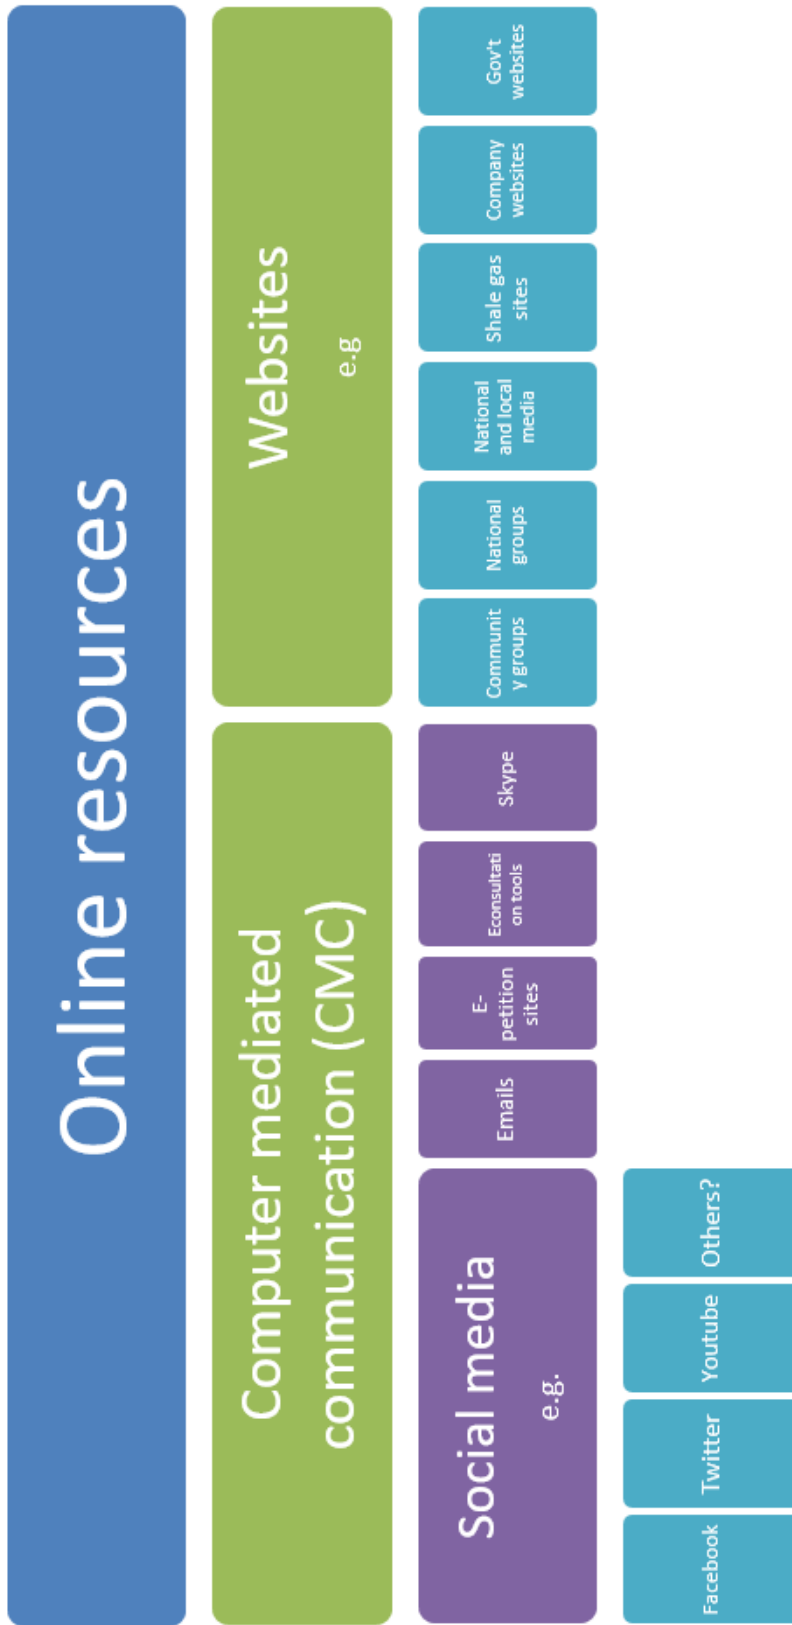 Online resources
Computer mediated
communication (CMC)
Websites
e.g
Social media
e.g.
Emails
E-
petition
sites
Econsultati
on tools
Skype
Communit
y groups
National
groups
National
and local
media
Shale gas
sites
Company
websites
Gov't
websites
Facebook
Twitter
Youtube
Others?